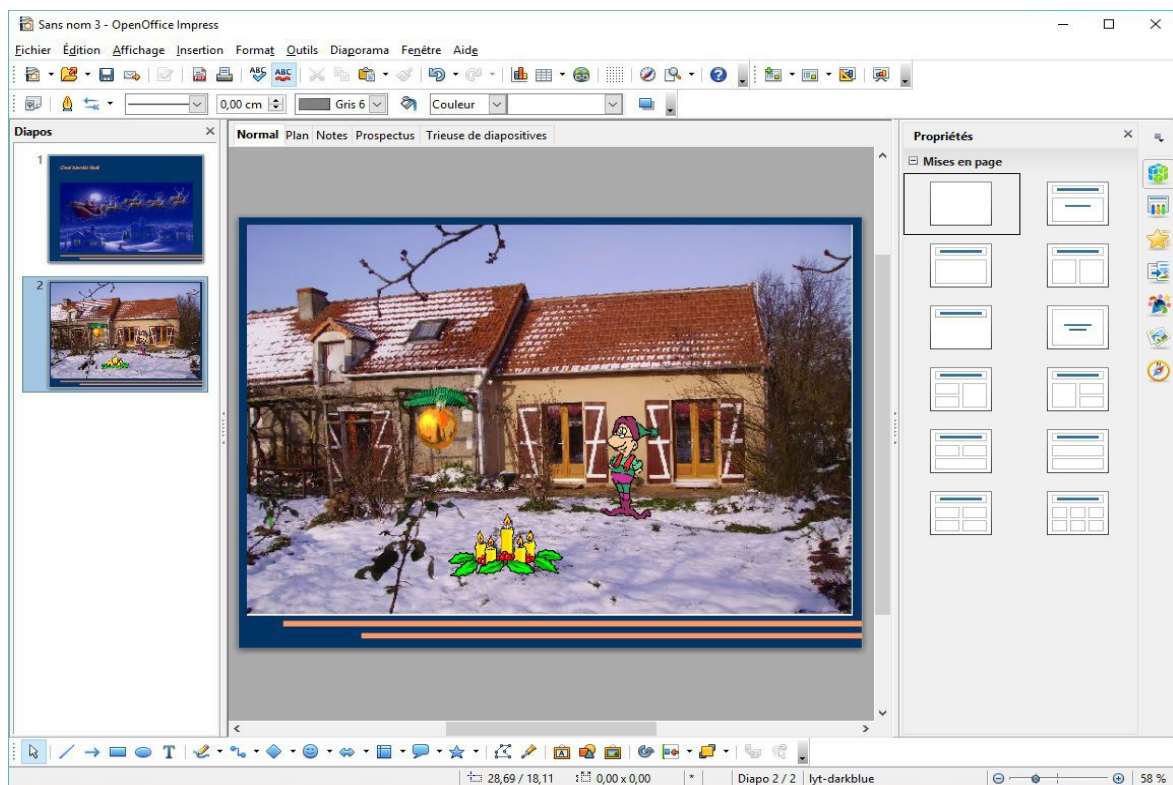 Sans nom 3 - OpenOffice Impress
Fichier Édition Affichage Insertion Format Outils Diaporama Fenêtre Aide
ABC ABC
0,00 cm Gris 6 Couleur
Diapos
Normal Plan Notes Prospectus Trieuse de diapositives
Propriétés
Mises en page
1
2
T
28,69 / 18,11 0,00 x 0,00 * Diapo 2 / 2 lyt-darkblue 58 %